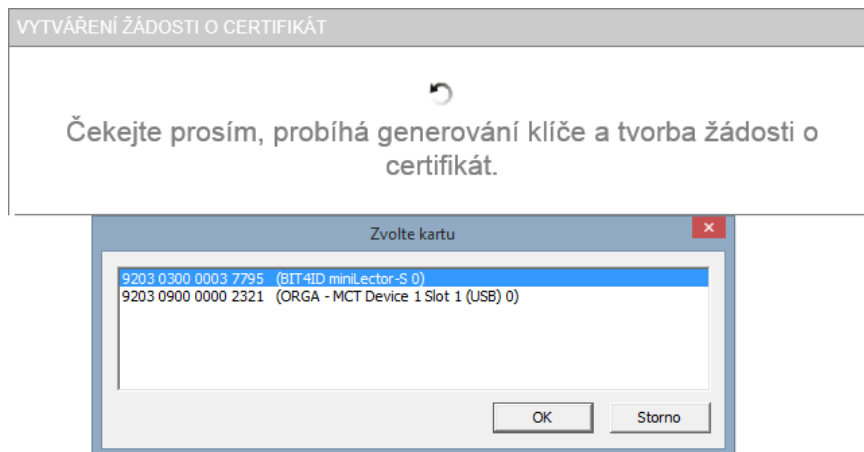 VYTVÁŘENÍ ŽÁDOSTI O CERTIFIKÁT
Čekejte prosím, probíhá generování klíče a tvorba žádosti o
certifikát.
Zvolte kartu
9203 0300 0003 7795 (BIT4ID miniLector-S 0)
9203 0900 0000 2321 (ORGA - MCT Device 1 Slot 1 (USB) 0)
OK Storno